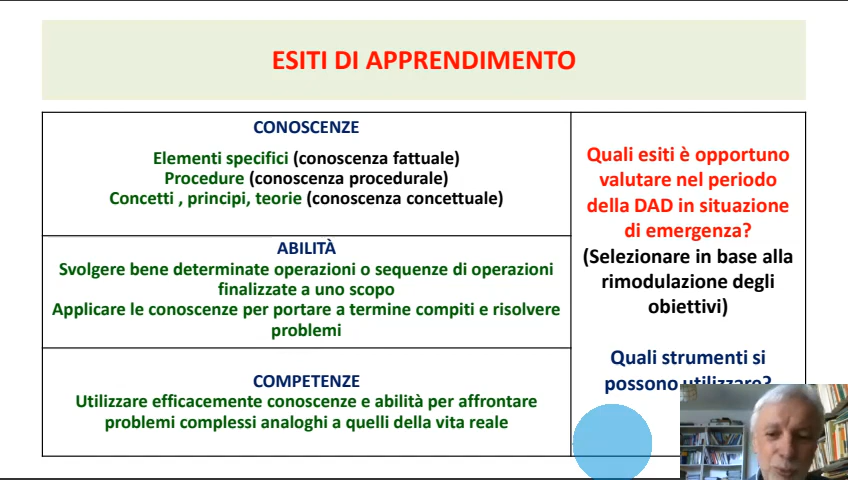 ESITI DI APPRENDIMENTO
CONOSCENZE
Elementi specifici (conoscenza fattuale)
Procedure (conoscenza procedurale)
Concetti , principi, teorie (conoscenza concettuale)
ABILITÀ
Svolgere bene determinate operazioni o sequenze di operazioni
finalizzate a uno scopo
Applicare le conoscenze per portare a termine compiti e risolvere
problemi
COMPETENZE
Utilizzare efficacemente conoscenze e abilità per affrontare
problemi complessi analoghi a quelli della vita reale
Quali esiti è opportuno
valutare nel periodo
della DAD in situazione
di emergenza?
(Selezionare in base alla
rimodulazione degli
obiettivi)
Quali strumenti si
possono utilizzare?